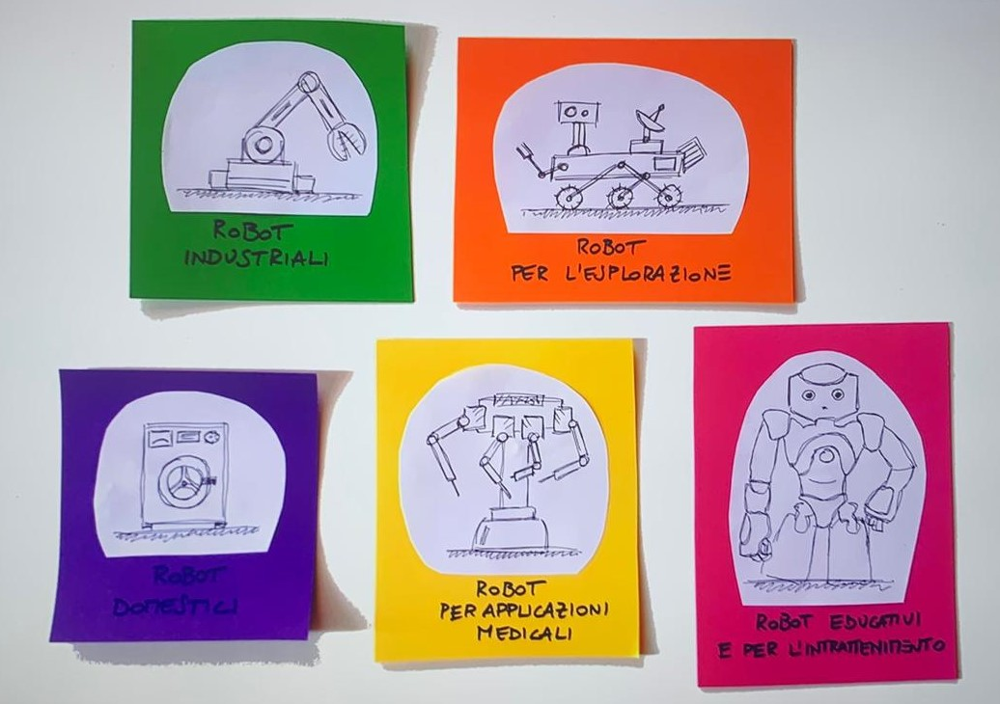 ROBOT
INDUSTRIALI
ROBOT
PER L'ESPLORAZIONE
ROBOT
DOMESTICI
ROBOT
PER APPLICAZIONI
MEDICALI
ROBOT EDUCATIVI
E PER L'INTRATTENIMENTO